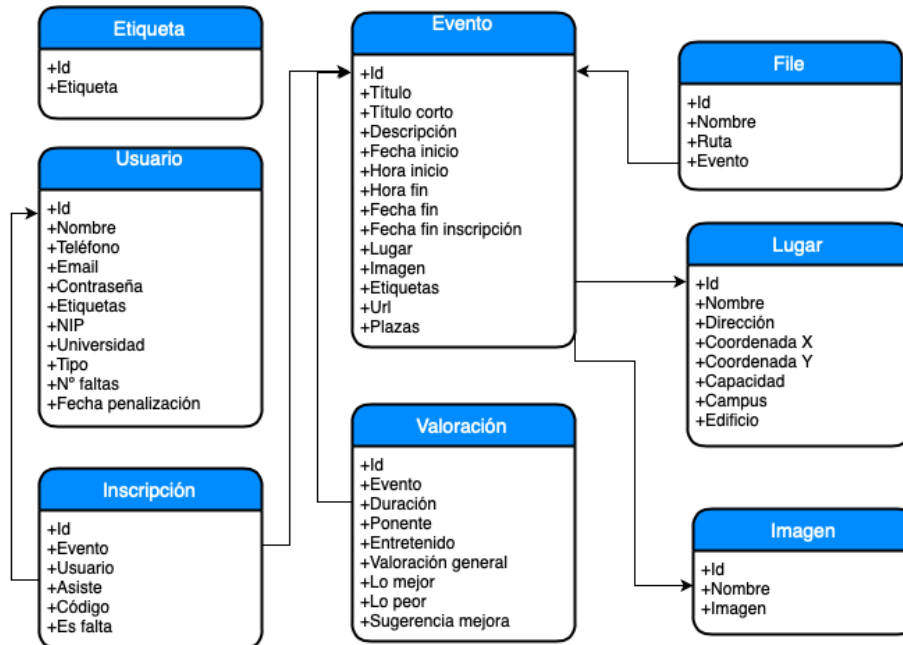 Etiqueta
+Id
+Etiqueta
Usuario
+Id
+Nombre
+Teléfono
+Email
+Contraseña
+Etiquetas
+NIP
+Universidad
+Tipo
+Nº faltas
+Fecha penalización
Inscripción
+Id
+Evento
+Usuario
+Asiste
+Código
+Es falta
Evento
+Id
+Título
+Título corto
+Descripción
+Fecha inicio
+Hora inicio
+Hora fin
+Fecha fin
+Fecha fin inscripción
+Lugar
+Imagen
+Etiquetas
+Url
+Plazas
Valoración
+Id
+Evento
+Duración
+Ponente
+Entretenido
+Valoración general
+Lo mejor
+Lo peor
+Sugerencia mejora
File
+Id
+Nombre
+Ruta
+Evento
Lugar
+Id
+Nombre
+Dirección
+Coordenada X
+Coordenada Y
+Capacidad
+Campus
+Edificio
Imagen
+Id
+Nombre
+Imagen